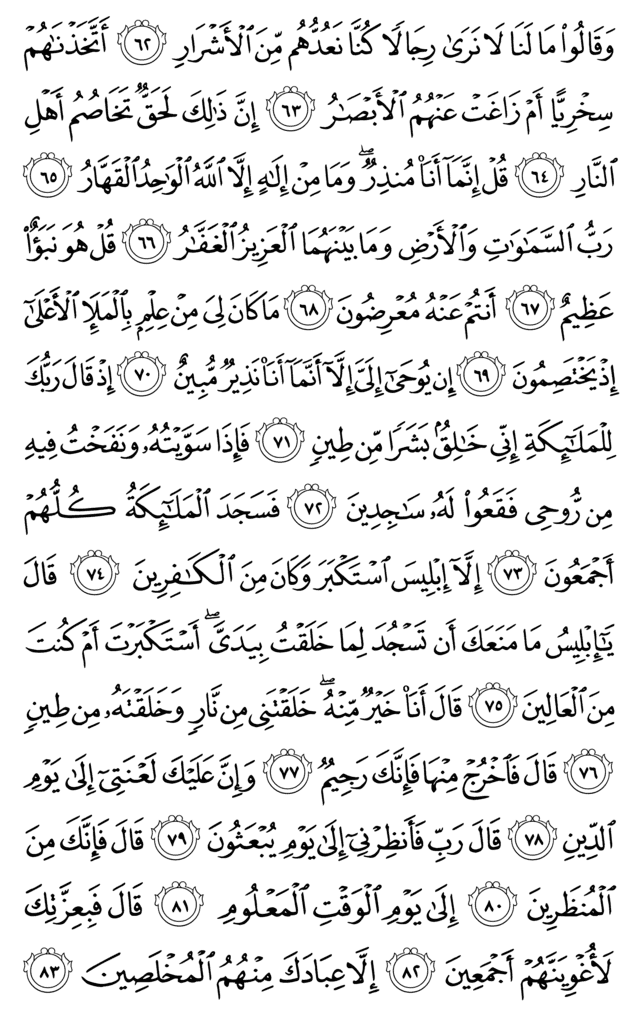 وَقَالُوا۟ مَا لَنَا لَا نَرَىٰ رِجَالًا كُنَّا نَعُدُّهُم مِّنَ ٱلْأَشْرَارِ ٦٢ أَتَّخَذْنَٰهُمْ
سِخْرِيًّا أَمْ زَاغَتْ عَنْهُمُ ٱلْأَبْصَٰرُ ٦٣ إِنَّ ذَٰلِكَ لَحَقٌّ تَخَاصُمُ أَهْلِ
ٱلنَّارِ ٦٤ قُلْ إِنَّمَآ أَنَا۠ مُنذِرٌ ۖ وَمَا مِنْ إِلَٰهٍ إِلَّا ٱللَّهُ ٱلْوَٰحِدُ ٱلْقَهَّارُ ٦٥
رَبُّ ٱلسَّمَٰوَٰتِ وَٱلْأَرْضِ وَمَا بَيْنَهُمَا ٱلْعَزِيزُ ٱلْغَفَّٰرُ ٦٦ قُلْ هُوَ نَبَؤٌا۟
عَظِيمٌ ٦٧ أَنتُمْ عَنْهُ مُعْرِضُونَ ٦٨ مَا كَانَ لِىَ مِنْ عِلْمٍۭ بِٱلْمَلَإِ ٱلْأَعْلَىٰٓ
إِذْ يَخْتَصِمُونَ ٦٩ إِن يُوحَىٰٓ إِلَىَّ إِلَّآ أَنَّمَآ أَنَا۠ نَذِيرٌ مُّبِينٌ ٧٠ إِذْ قَالَ رَبُّكَ
لِلْمَلَٰٓئِكَةِ إِنِّى خَٰلِقٌۢ بَشَرًا مِّن طِينٍ ٧١ فَإِذَا سَوَّيْتُهُۥ وَنَفَخْتُ فِيهِ
مِن رُّوحِى فَقَعُوا۟ لَهُۥ سَٰجِدِينَ ٧٢ فَسَجَدَ ٱلْمَلَٰٓئِكَةُ كُلُّهُمْ
أَجْمَعُونَ ٧٣ إِلَّآ إِبْلِيسَ ٱسْتَكْبَرَ وَكَانَ مِنَ ٱلْكَٰفِرِينَ ٧٤ قَالَ
يَٰٓإِبْلِيسُ مَا مَنَعَكَ أَن تَسْجُدَ لِمَا خَلَقْتُ بِيَدَىَّ ۖ أَسْتَكْبَرْتَ أَمْ كُنتَ
مِنَ ٱلْعَالِينَ ٧٥ قَالَ أَنَا۠ خَيْرٌ مِّنْهُ ۖ خَلَقْتَنِى مِن نَّارٍ وَخَلَقْتَهُۥ مِن طِينٍ
٧٦ قَالَ فَٱخْرُجْ مِنْهَا فَإِنَّكَ رَجِيمٌ ٧٧ وَإِنَّ عَلَيْكَ لَعْنَتِىٓ إِلَىٰ يَوْمِ
ٱلدِّينِ ٧٨ قَالَ رَبِّ فَأَنظِرْنِىٓ إِلَىٰ يَوْمِ يُبْعَثُونَ ٧٩ قَالَ فَإِنَّكَ مِنَ
ٱلْمُنظَرِينَ ٨٠ إِلَىٰ يَوْمِ ٱلْوَقْتِ ٱلْمَعْلُومِ ٨١ قَالَ فَبِعِزَّتِكَ
لَأُغْوِيَنَّهُمْ أَجْمَعِينَ ٨٢ إِلَّا عِبَادَكَ مِنْهُمُ ٱلْمُخْلَصِينَ ٨٣